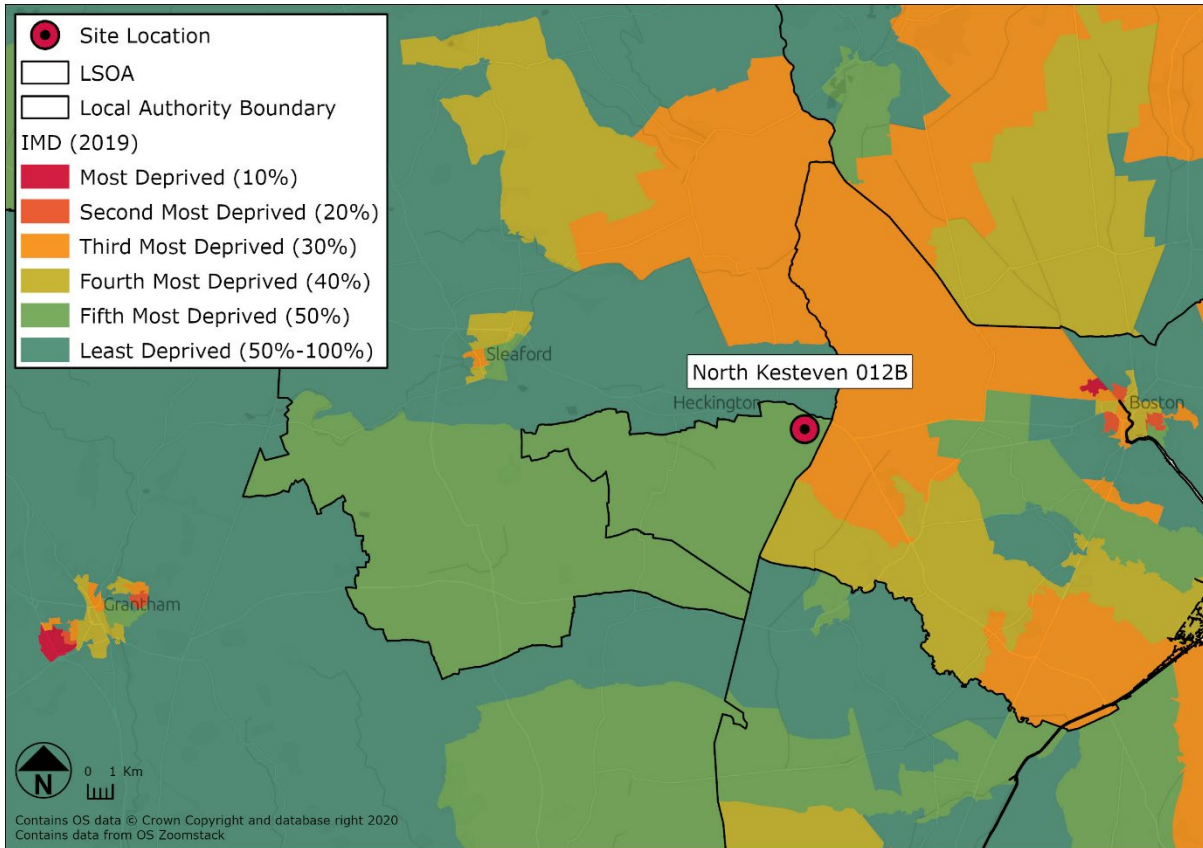 Site Location
LSOA
Local Authority Boundary
IMD (2019)
Most Deprived (10%)
Second Most Deprived (20%)
Third Most Deprived (30%)
Fourth Most Deprived (40%)
Fifth Most Deprived (50%)
Least Deprived (50%-100%)
Sleaford
North Kesteven 012B
Heckington
Boston
Grantham
N
0 1 Km
Contains OS data © Crown Copyright and database right 2020
Contains data from OS Zoomstack